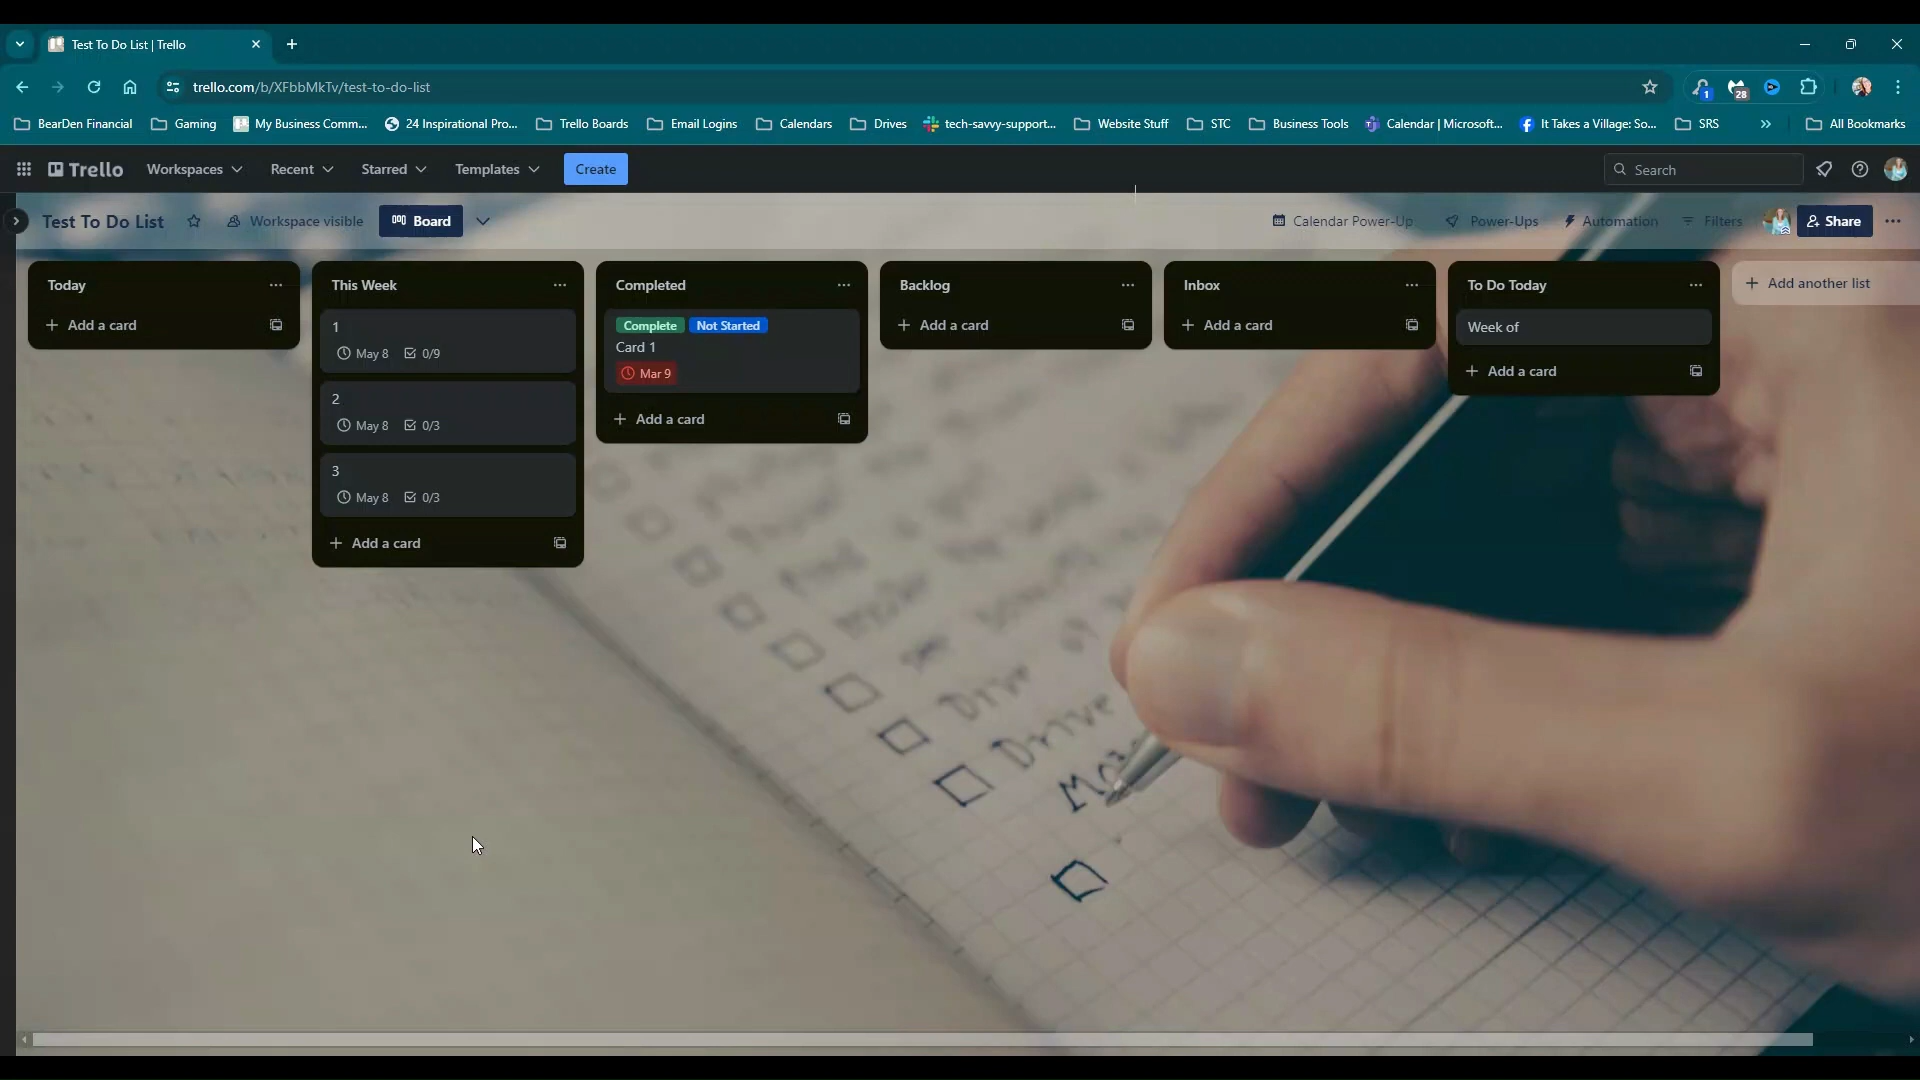 Test To Do List | Trello
trello.com/b/XFbbMkTv/test-to-do-list
1
28
BearDen Financial
Gaming
My Business Comm...
24 Inspirational Pro...
Trello Boards
Email Logins
Calendars
Drives
tech-savvy-support...
Website Stuff
STC
Business Tools
Calendar | Microsoft...
It Takes a Village: So...
SRS
All Bookmarks
Trello
Workspaces
Recent
Starred
Templates
Create
Search
Test To Do List
Workspace visible
Board
Calendar Power-Up
Power-Ups
Automation
Filters
Share
Today
Add a card
This Week
1
May 8
0/9
2
May 8
0/3
3
May 8
0/3
Add a card
Completed
Complete
Not Started
Card 1
Mar 9
Add a card
Backlog
Add a card
Inbox
Add a card
To Do Today
Week of
Add a card
Add another list
Drive
Drive